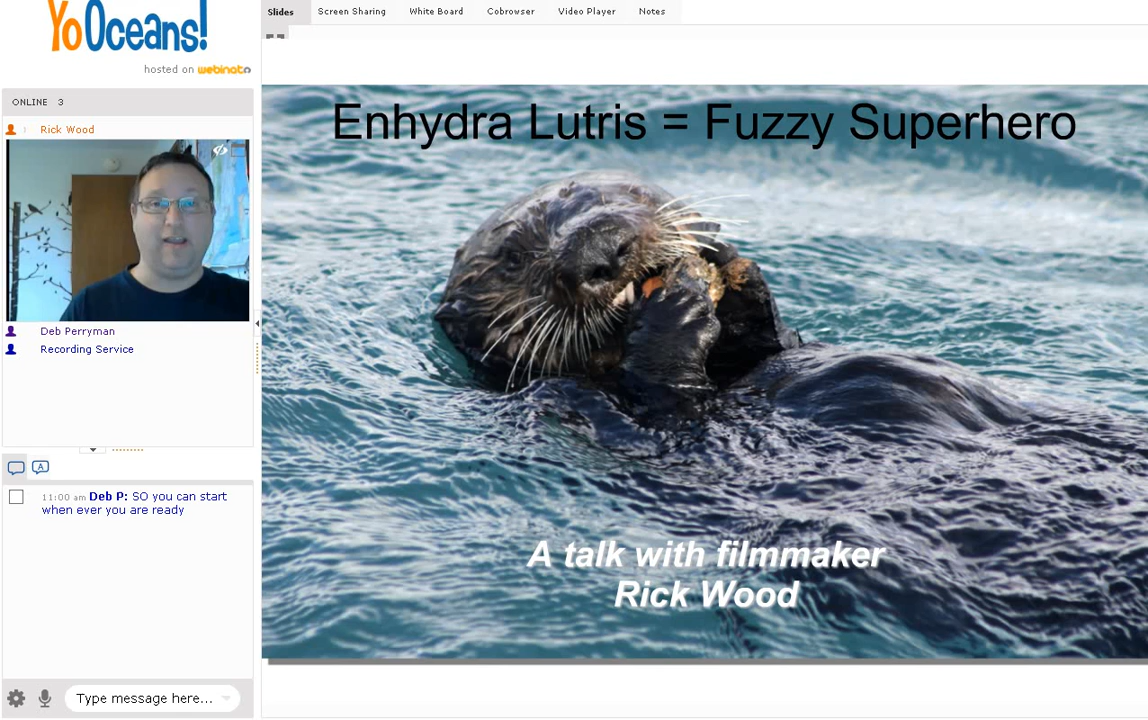 YoOceans!
hosted on webinato
ONLINE 3
Rick Wood
Deb Perryman
Recording Service
11:00 am Deb P: SO you can start
when ever you are ready
Type message here...
Slides Screen Sharing White Board Cobrowser Video Player Notes
Enhydra Lutris = Fuzzy Superhero
A talk with filmmaker
Rick Wood